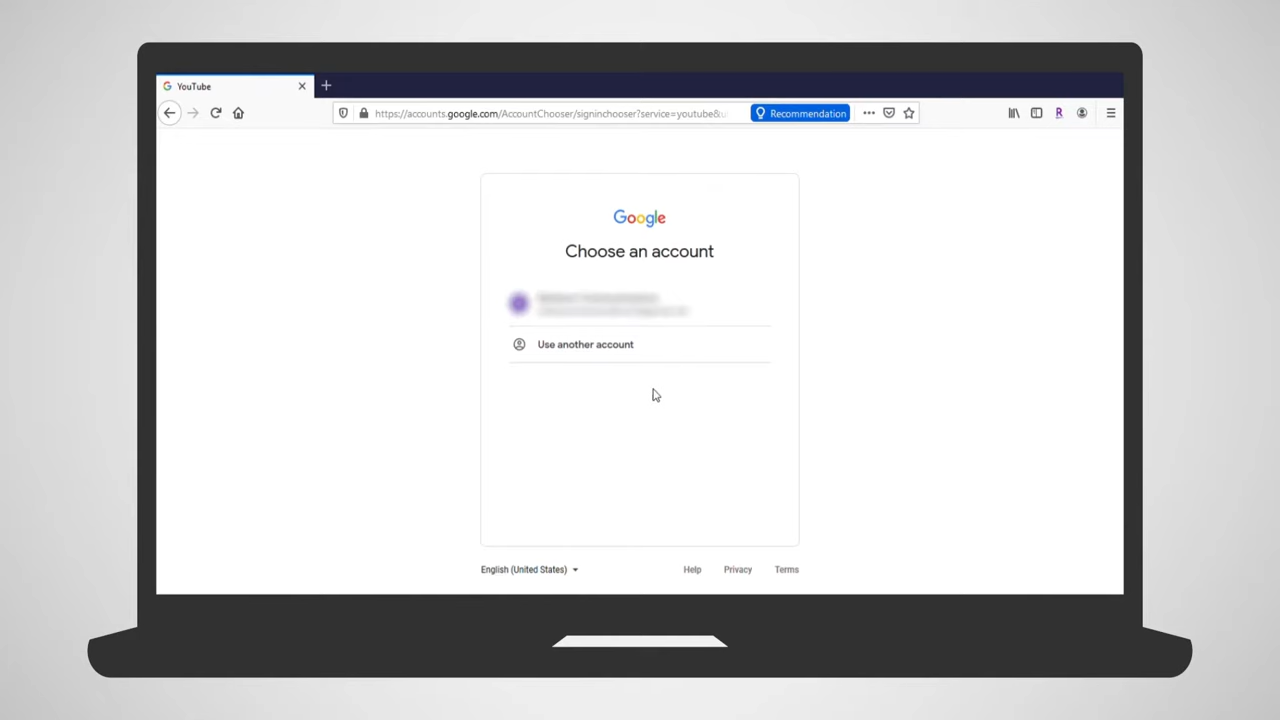 YouTube
https://accounts.google.com/AccountChooser/signinchooser?service=youtube&u
Recommendation
R
Google
Choose an account
Use another account
English (United States)
Help Privacy Terms